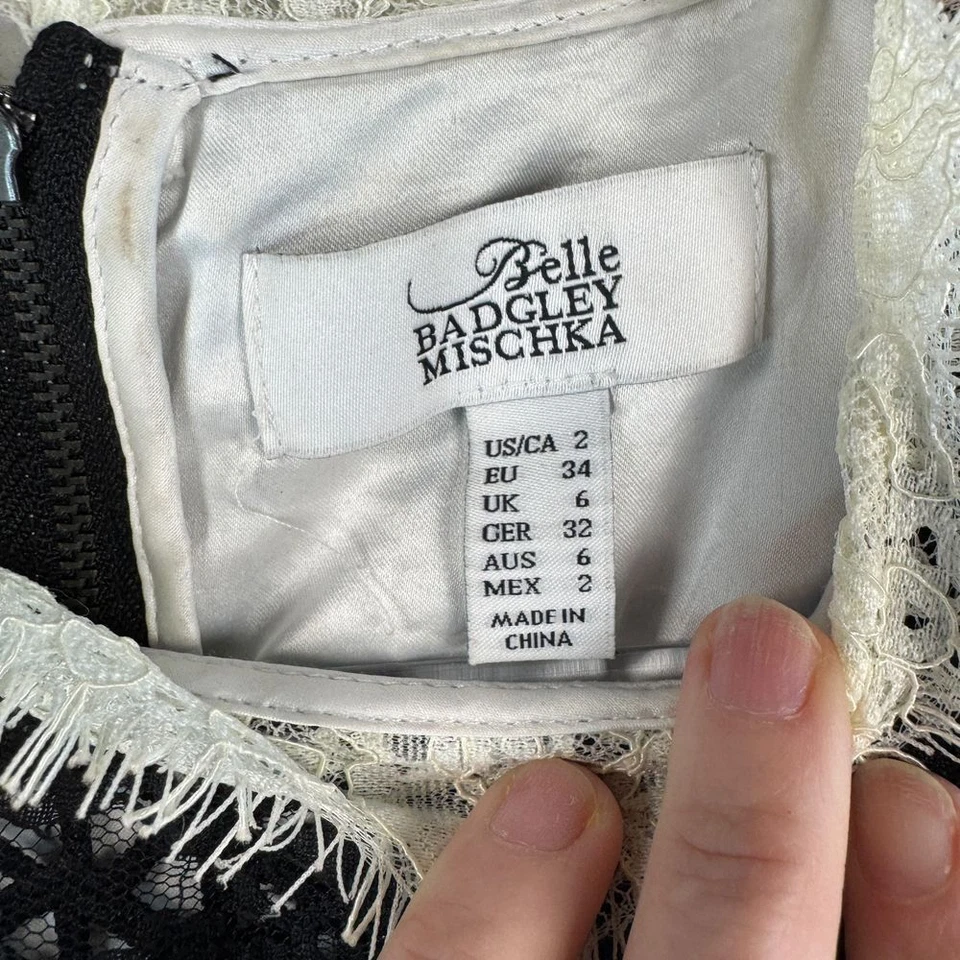 Belle
BADGLEY
MISCHKA
US/CA 2
EU 34
UK 6
GER 32
AUS 6
MEX 2
MADE IN
CHINA